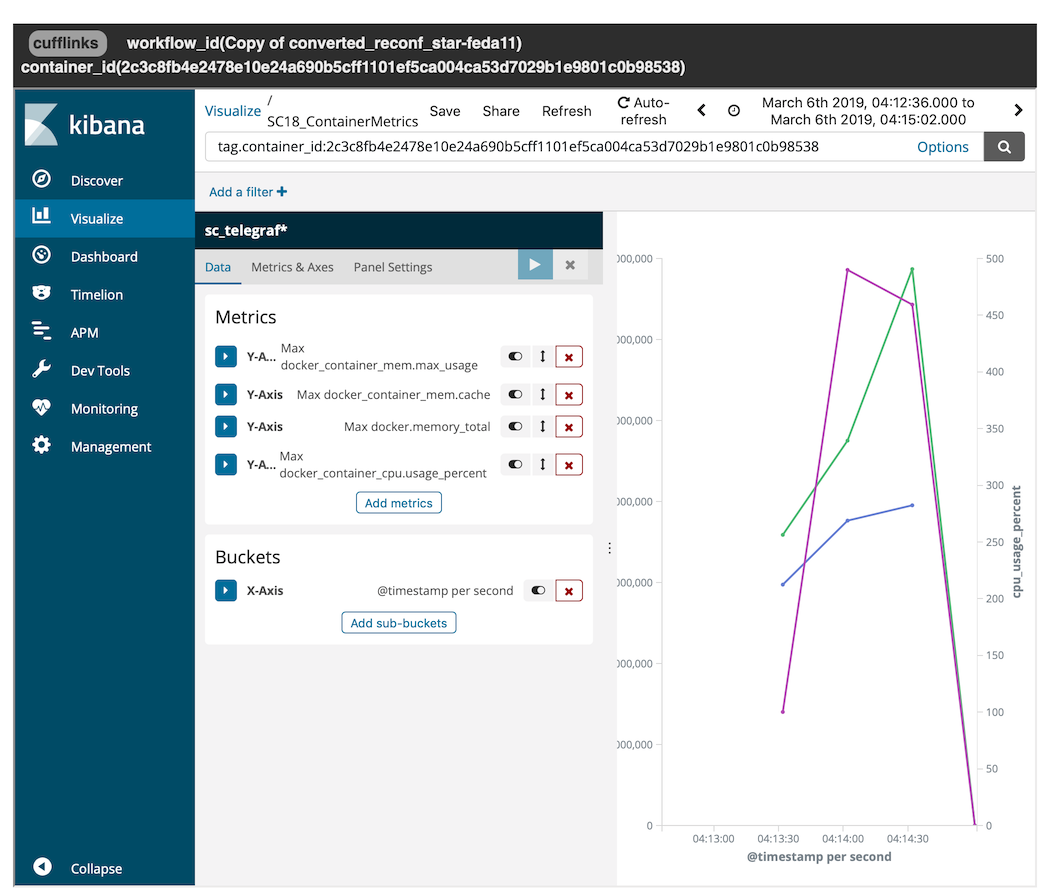 cufflinks workflow_id(Copy of converted_reconf_star-feda11)
container_id(2c3c8fb4e2478e10e24a690b5cff1101ef5ca004ca53d7029b1e9801c0b98538)
kibana
Discover
Visualize
Dashboard
Timelion
APM
Dev Tools
Monitoring
Management
Collapse
Visualize / SC18_ContainerMetrics
Save Share Refresh
Auto-
refresh
March 6th 2019, 04:12:36.000 to
March 6th 2019, 04:15:02.000
tag.container_id:2c3c8fb4e2478e10e24a690b5cff1101ef5ca004ca53d7029b1e9801c0b98538 Options
Add a filter +
sc_telegraf*
Data Metrics & Axes Panel Settings
Metrics
Y-A... Max
docker_container_mem.max_usage
Y-Axis Max docker_container_mem.cache
Y-Axis Max docker.memory_total
Y-A... Max
docker_container_cpu.usage_percent
Add metrics
Buckets
X-Axis @timestamp per second
Add sub-buckets
000,000
000,000
000,000
000,000
000,000
000,000
000,000
0
500
450
400
350
300
250
200
150
100
50
0
cpu_usage_percent
04:13:00 04:13:30 04:14:00 04:14:30
@timestamp per second